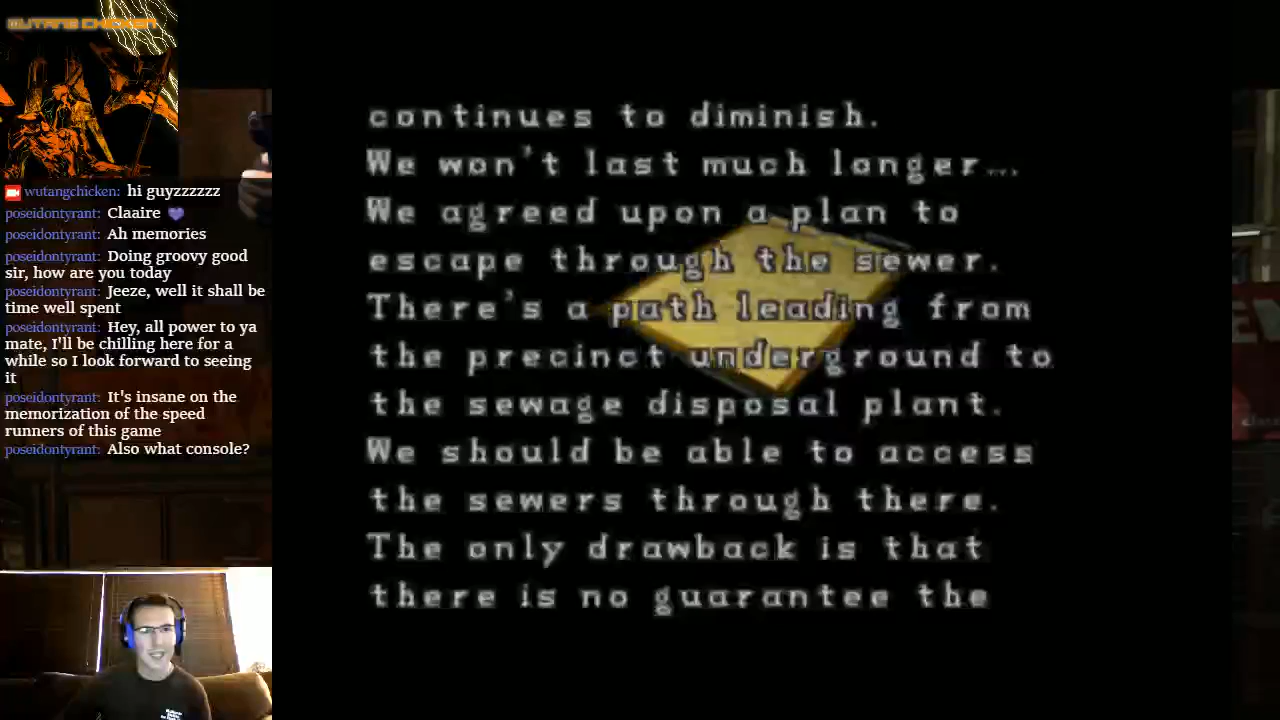 WUTANG CHICKEN
wutangchicken: hi guyzzzzzz
poseidontyrant: Claaire
poseidontyrant: Ah memories
poseidontyrant: Doing groovy good
sir, how are you today
poseidontyrant: Jeeze, well it shall be
time well spent
poseidontyrant: Hey, all power to ya
mate, I'll be chilling here for a
while so I look forward to seeing
it
poseidontyrant: It's insane on the
memorization of the speed
runners of this game
poseidontyrant: Also what console?
continues to diminish.
We won't last much longer...
We agreed upon a plan to
escape through the sewer.
There's a path leading from
the precinct underground to
the sewage disposal plant.
We should be able to access
the sewers through there.
The only drawback is that
there is no guarantee the